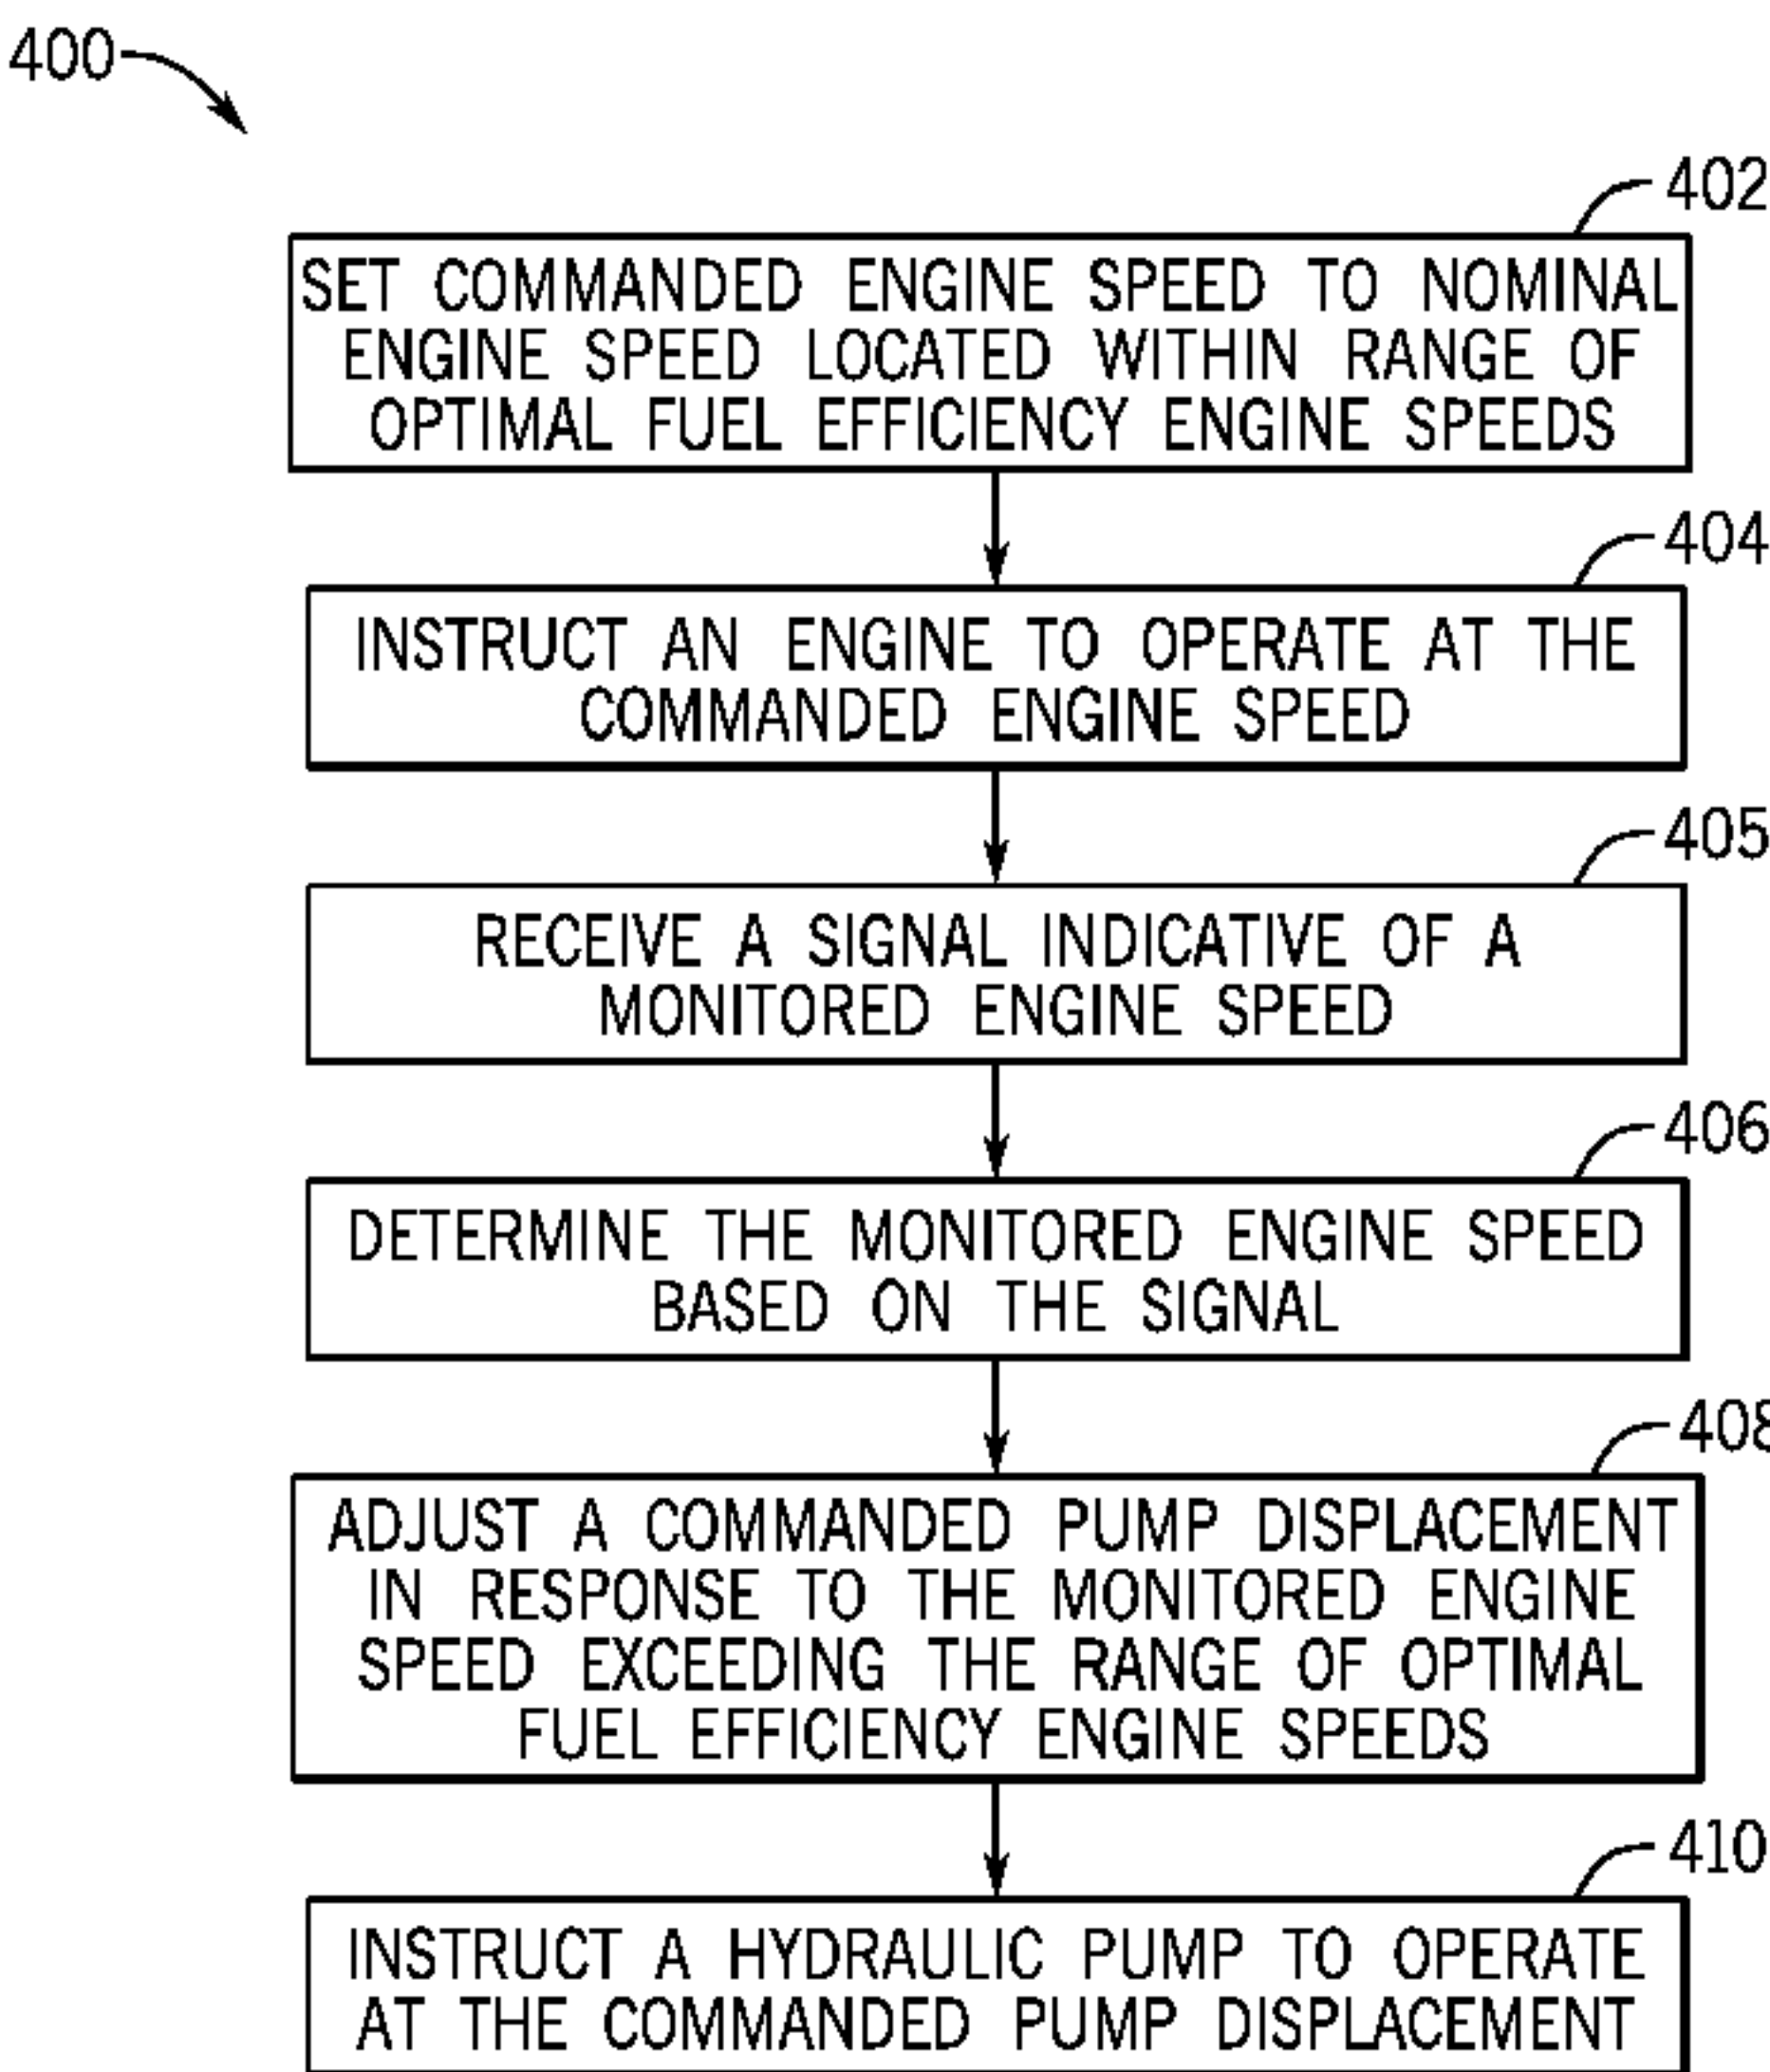 400
402
SET COMMANDED ENGINE SPEED TO NOMINAL
ENGINE SPEED LOCATED WITHIN RANGE OF
OPTIMAL FUEL EFFICIENCY ENGINE SPEEDS
404
INSTRUCT AN ENGINE TO OPERATE AT THE
COMMANDED ENGINE SPEED
405
RECEIVE A SIGNAL INDICATIVE OF A
MONITORED ENGINE SPEED
406
DETERMINE THE MONITORED ENGINE SPEED
BASED ON THE SIGNAL
408
ADJUST A COMMANDED PUMP DISPLACEMENT
IN RESPONSE TO THE MONITORED ENGINE
SPEED EXCEEDING THE RANGE OF OPTIMAL
FUEL EFFICIENCY ENGINE SPEEDS
410
INSTRUCT A HYDRAULIC PUMP TO OPERATE
AT THE COMMANDED PUMP DISPLACEMENT